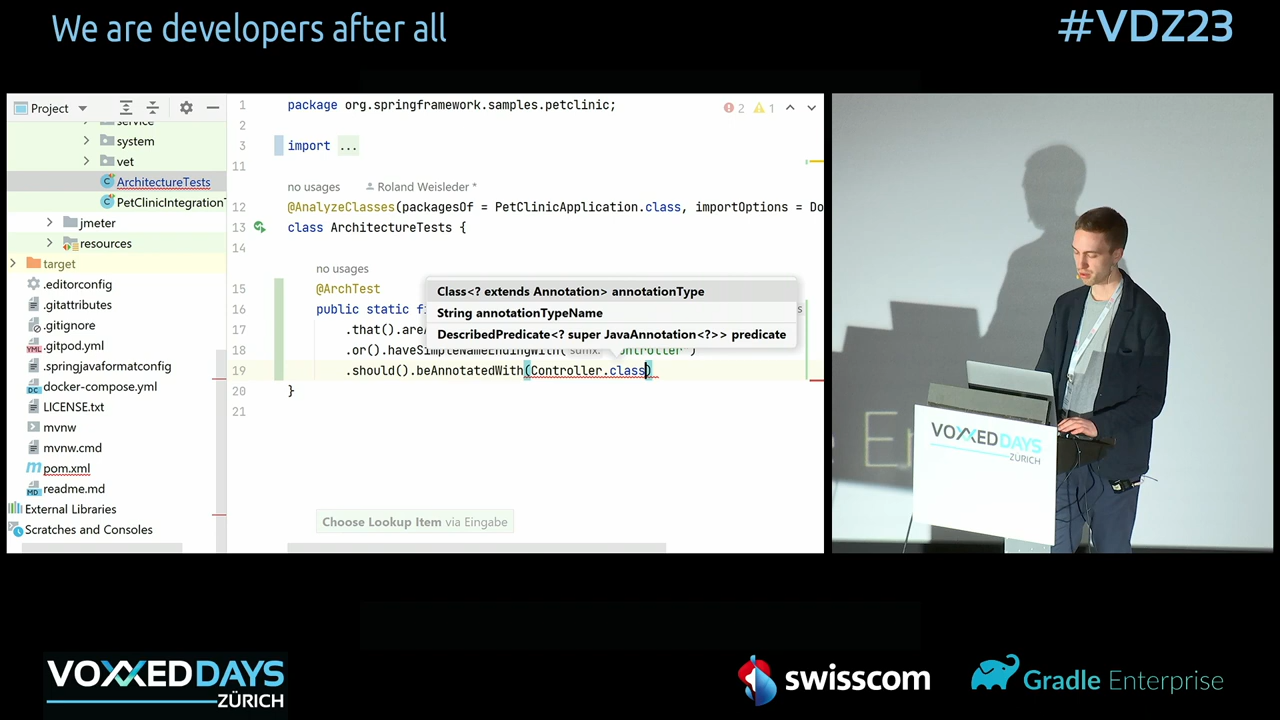 We are developers after all
#VDZ23
Project
service
system
vet
ArchitectureTests
PetClinicIntegrationT
jmeter
resources
target
.editorconfig
.gitattributes
.gitignore
.gitpod.yml
.springjavaformatconfig
docker-compose.yml
LICENSE.txt
mvnw
mvnw.cmd
pom.xml
readme.md
External Libraries
Scratches and Consoles
1 package org.springframework.samples.petclinic;
2 1
2
3 import ...
11
no usages Roland Weisleder *
12 @AnalyzeClasses(packagesOf = PetClinicApplication.class, importOptions = Do
13 class ArchitectureTests {
14
no usages
15 @ArchTest
16 public static fi
17 .that().are
18 .or().haveSimpleNameEndingWith(
19 .should().beAnnotatedWith(Controller.class)
20 }
21
Class<? extends Annotation> annotationType
String annotationTypeName
DescribedPredicate<? super JavaAnnotation<?>> predicate
Choose Lookup Item via Eingabe
VOXXED DAYS
ZÜRICH
VOXXED DAYS
ZÜRICH
swisscom
Gradle Enterprise